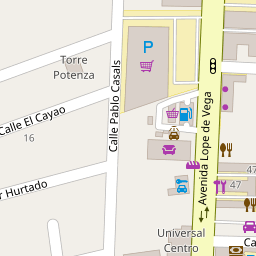 P
Torre
Potenza
Calle Pablo Casals
Calle El Cayao
16
Avenida Lope de Vega
r Hurtado
47
47
Universal
Centro
Ca